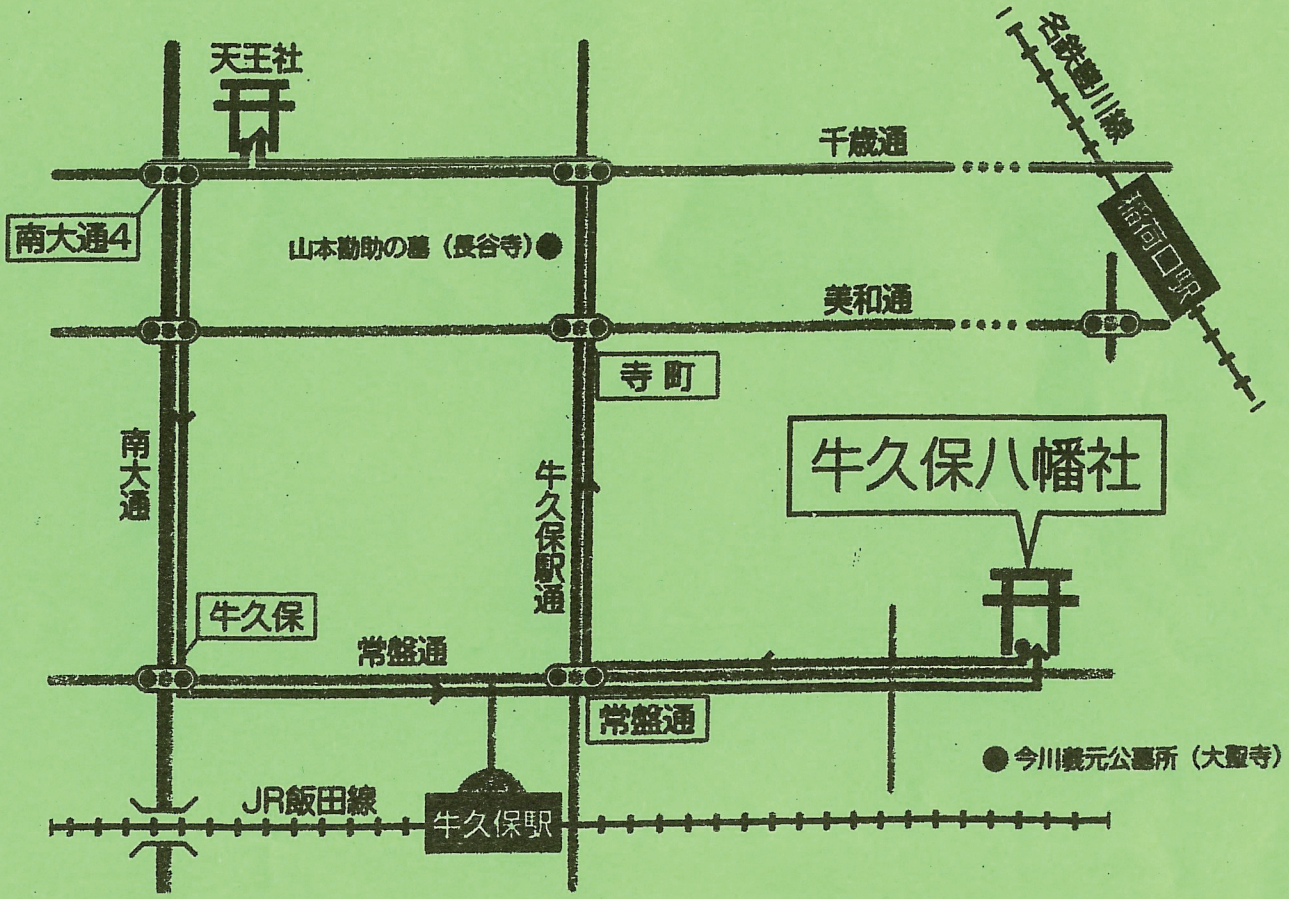 天王社
名鉄豊川線
千歳通
南大通4
山本勘助の墓（長谷寺）
稲荷口駅
美和通
寺町
牛久保八幡社
南大通
牛久保駅通
牛久保
常盤通
常盤通
今川義元公墓所（大聖寺）
JR飯田線
牛久保駅